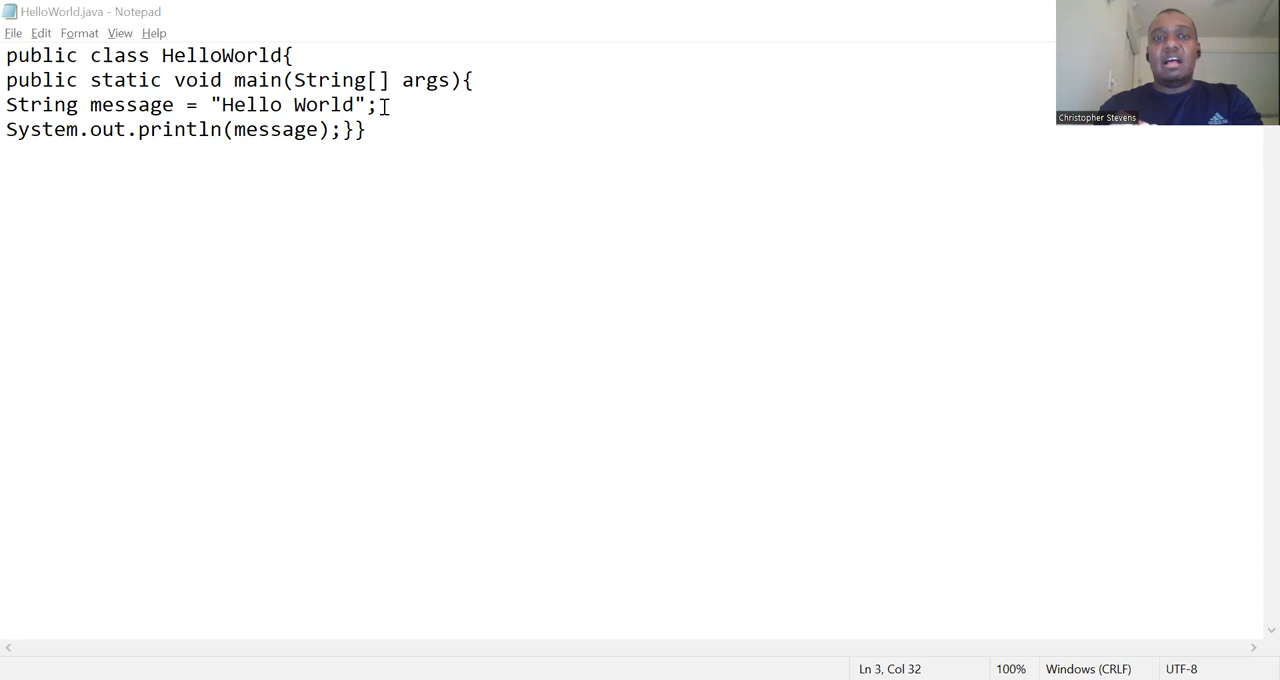 HelloWorld.java - Notepad
File Edit Format View Help
public class HelloWorld{
public static void main(String[] args){
String message = "Hello World";
System.out.println(message);}}
Christopher Stevens
adidas
Ln 3, Col 32 100% Windows (CRLF) UTF-8